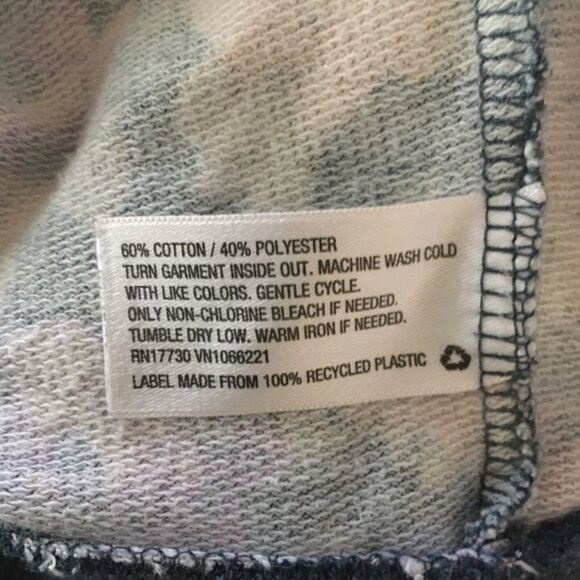 60% COTTON / 40% POLYESTER
TURN GARMENT INSIDE OUT. MACHINE WASH COLD
WITH LIKE COLORS. GENTLE CYCLE.
ONLY NON-CHLORINE BLEACH IF NEEDED.
TUMBLE DRY LOW. WARM IRON IF NEEDED.
RN17730 VN1066221
LABEL MADE FROM 100% RECYCLED PLASTIC